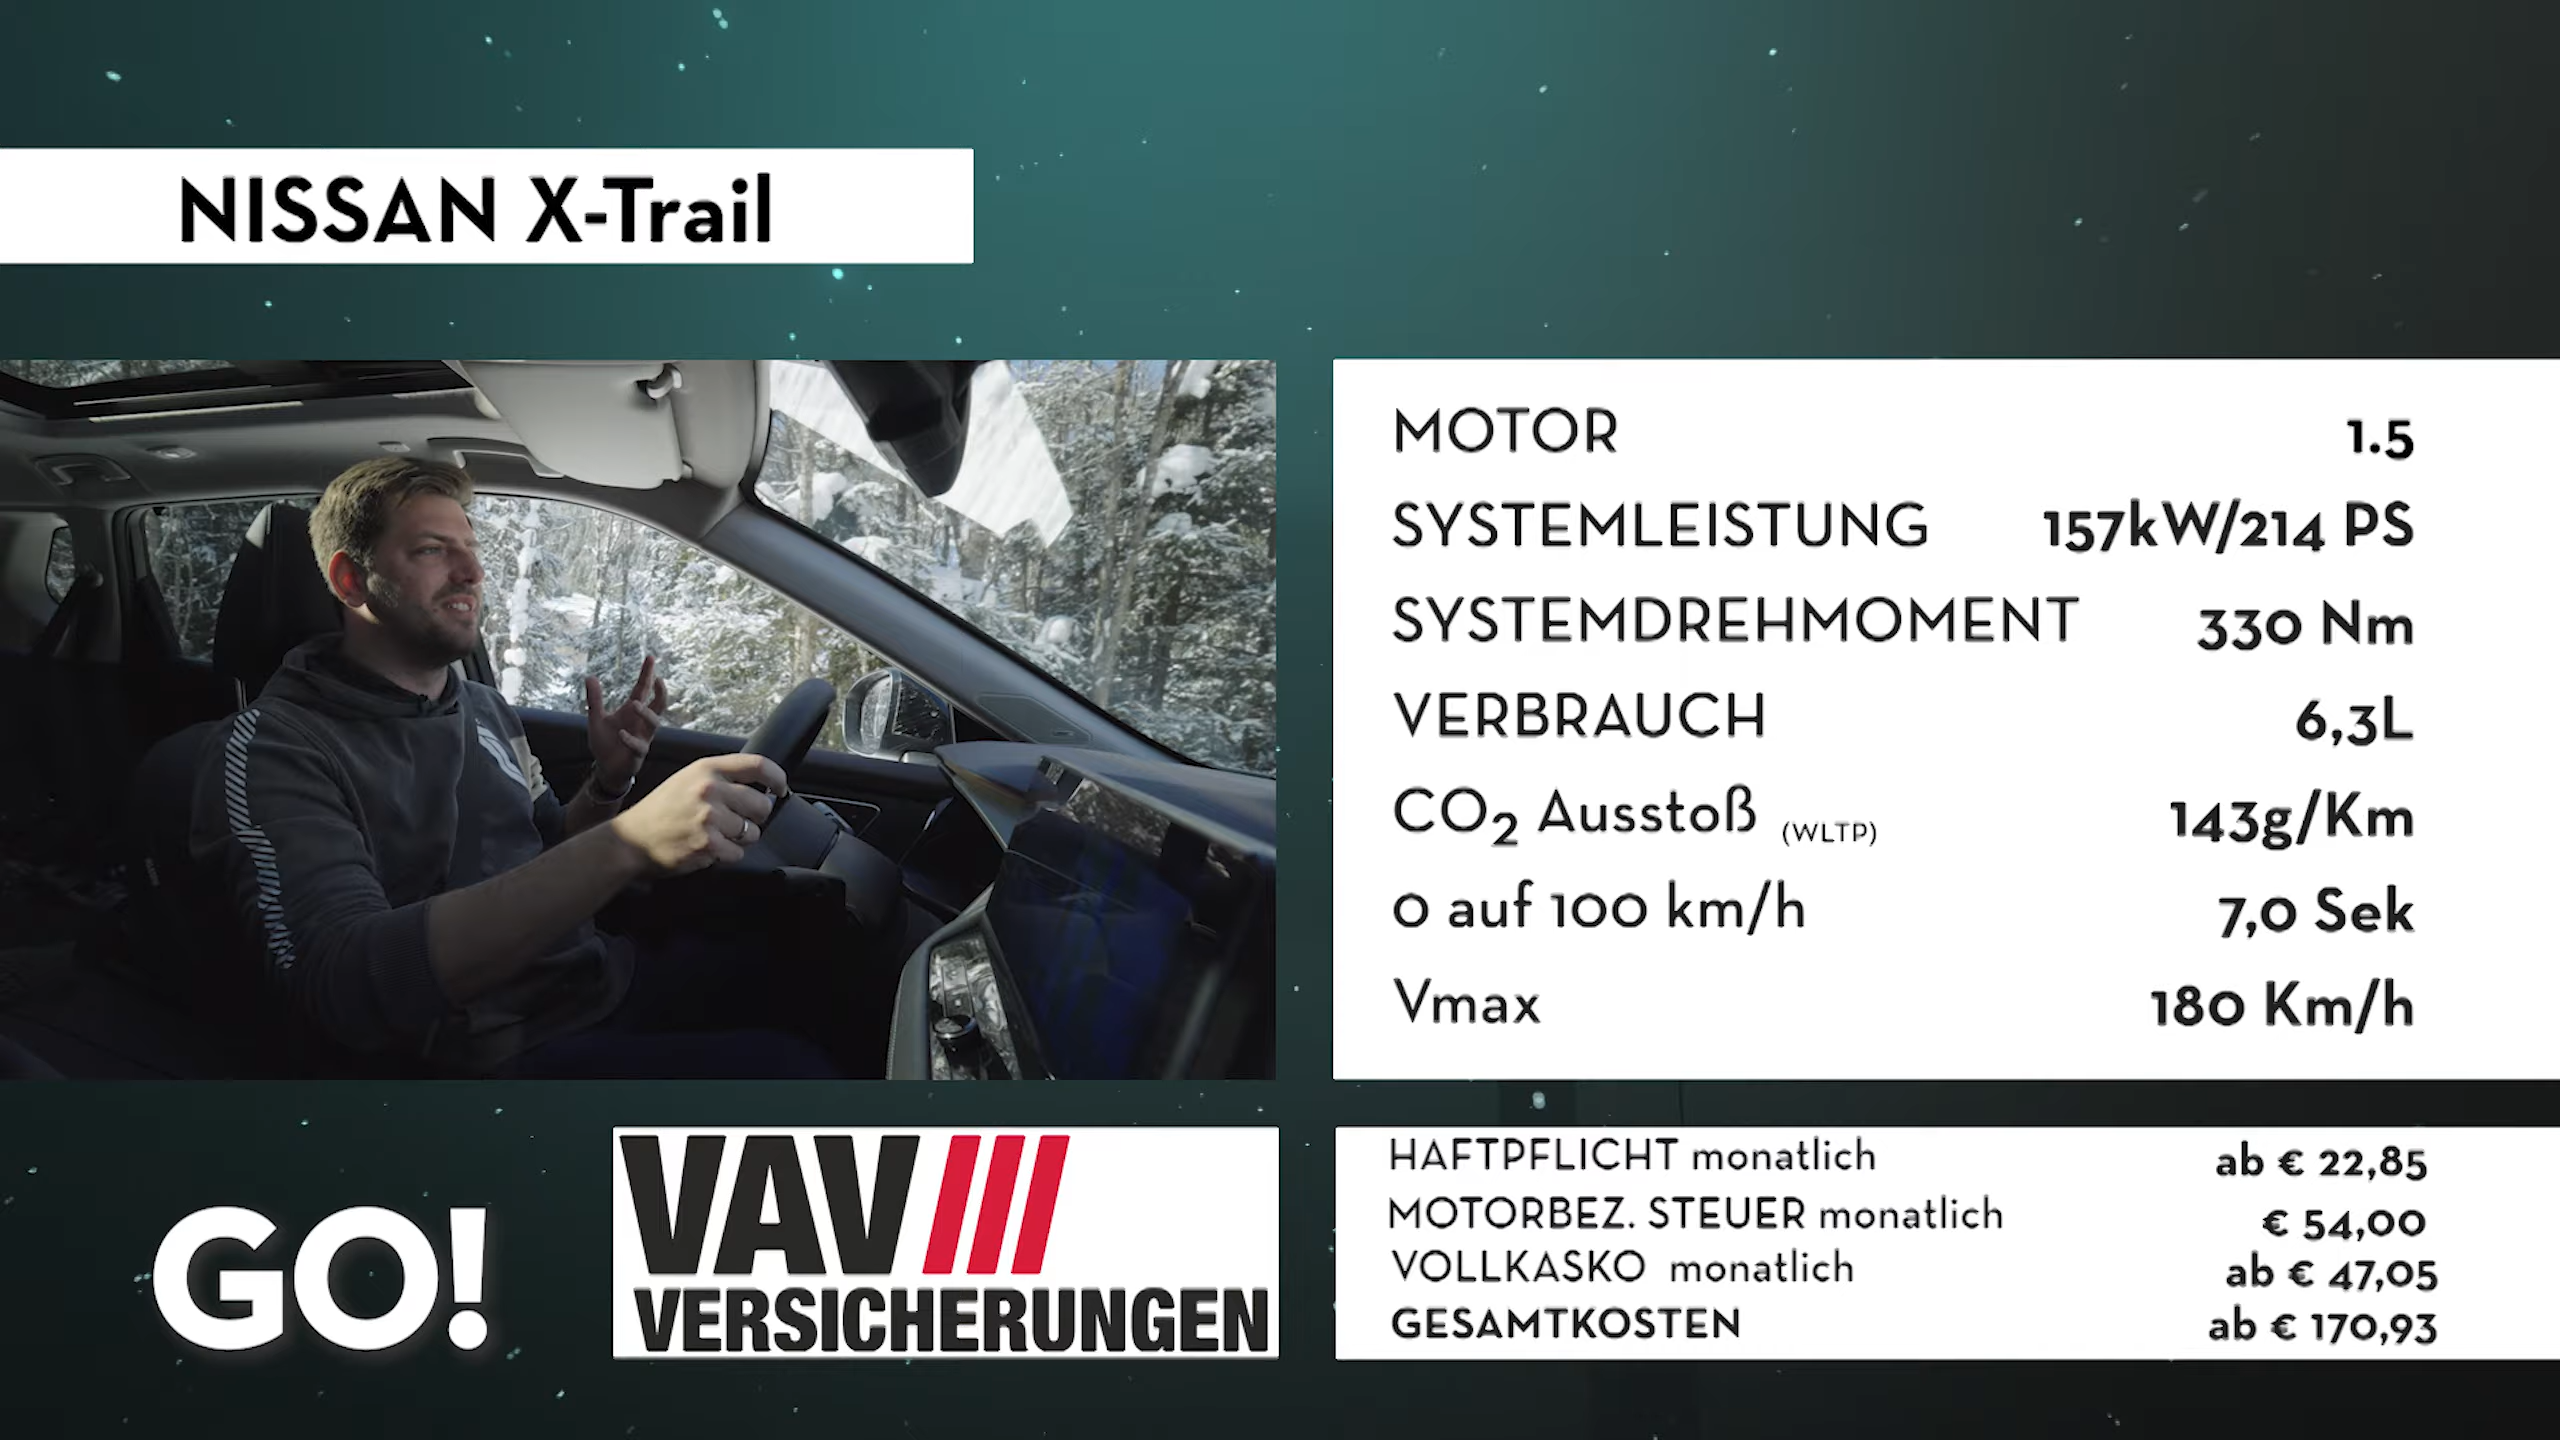 NISSAN X-Trail
MOTOR 1.5
SYSTEMLEISTUNG 157kW/214 PS
SYSTEMDREHMOMENT 330 Nm
VERBRAUCH 6,3L
CO₂ Ausstoß (WLTP) 143g/Km
0 auf 100 km/h 7,0 Sek
Vmax 180 Km/h
GO!
VAV
VERSICHERUNGEN
HAFTPFLICHT monatlich ab € 22,85
MOTORBEZ. STEUER monatlich € 54,00
VOLLKASKO monatlich ab € 47,05
GESAMTKOSTEN ab € 170,93